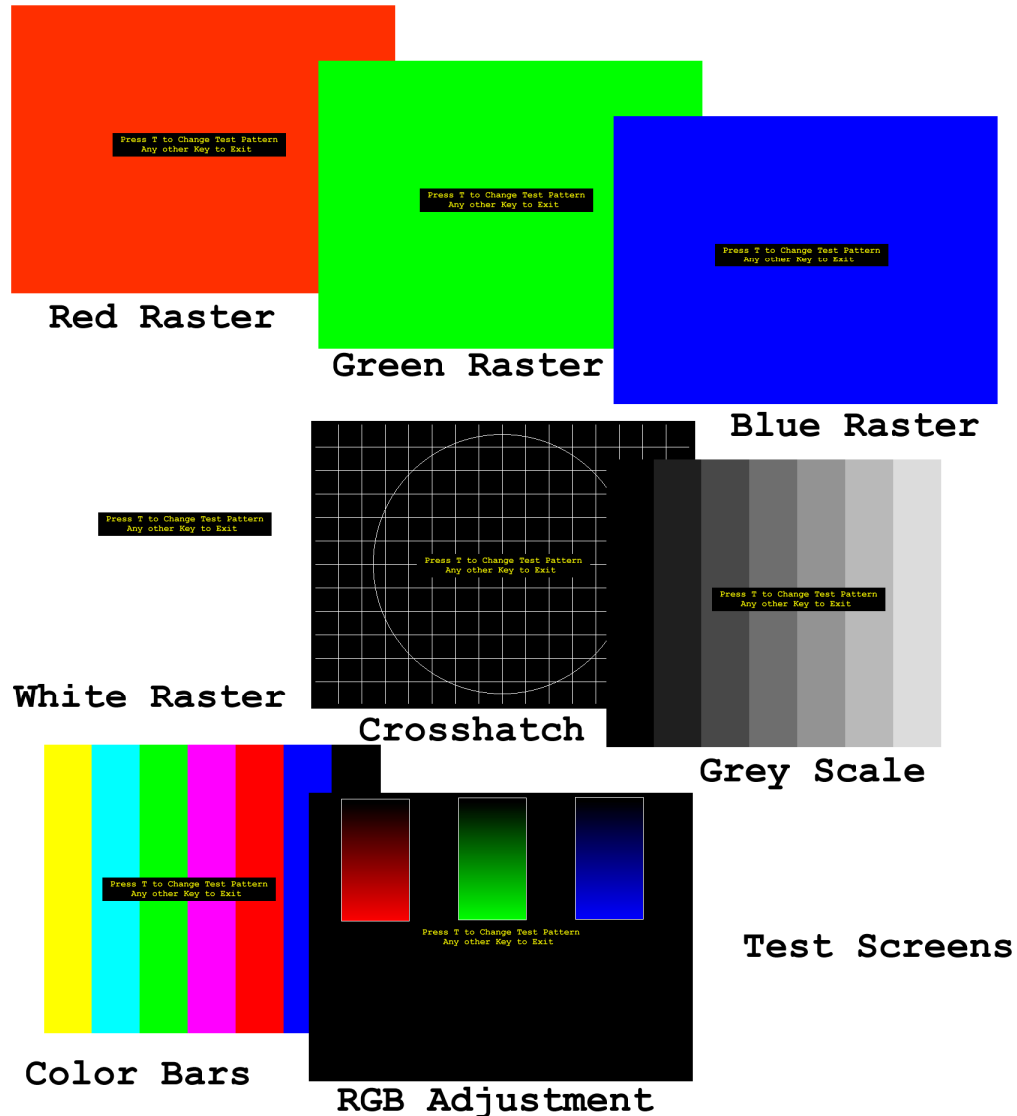 Press T to Change Test Pattern
Any other Key to Exit
Red Raster
Press T to Change Test Pattern
Any other Key to Exit
Green Raster
Press T to Change Test Pattern
Any other Key to Exit
Blue Raster
Press T to Change Test Pattern
Any other Key to Exit
White Raster
Press T to Change Test Pattern
Any other Key to Exit
Crosshatch
Press T to Change Test Pattern
Any other Key to Exit
Grey Scale
Press T to Change Test Pattern
Any other Key to Exit
Color Bars
Press T to Change Test Pattern
Any other Key to Exit
RGB Adjustment
Test Screens